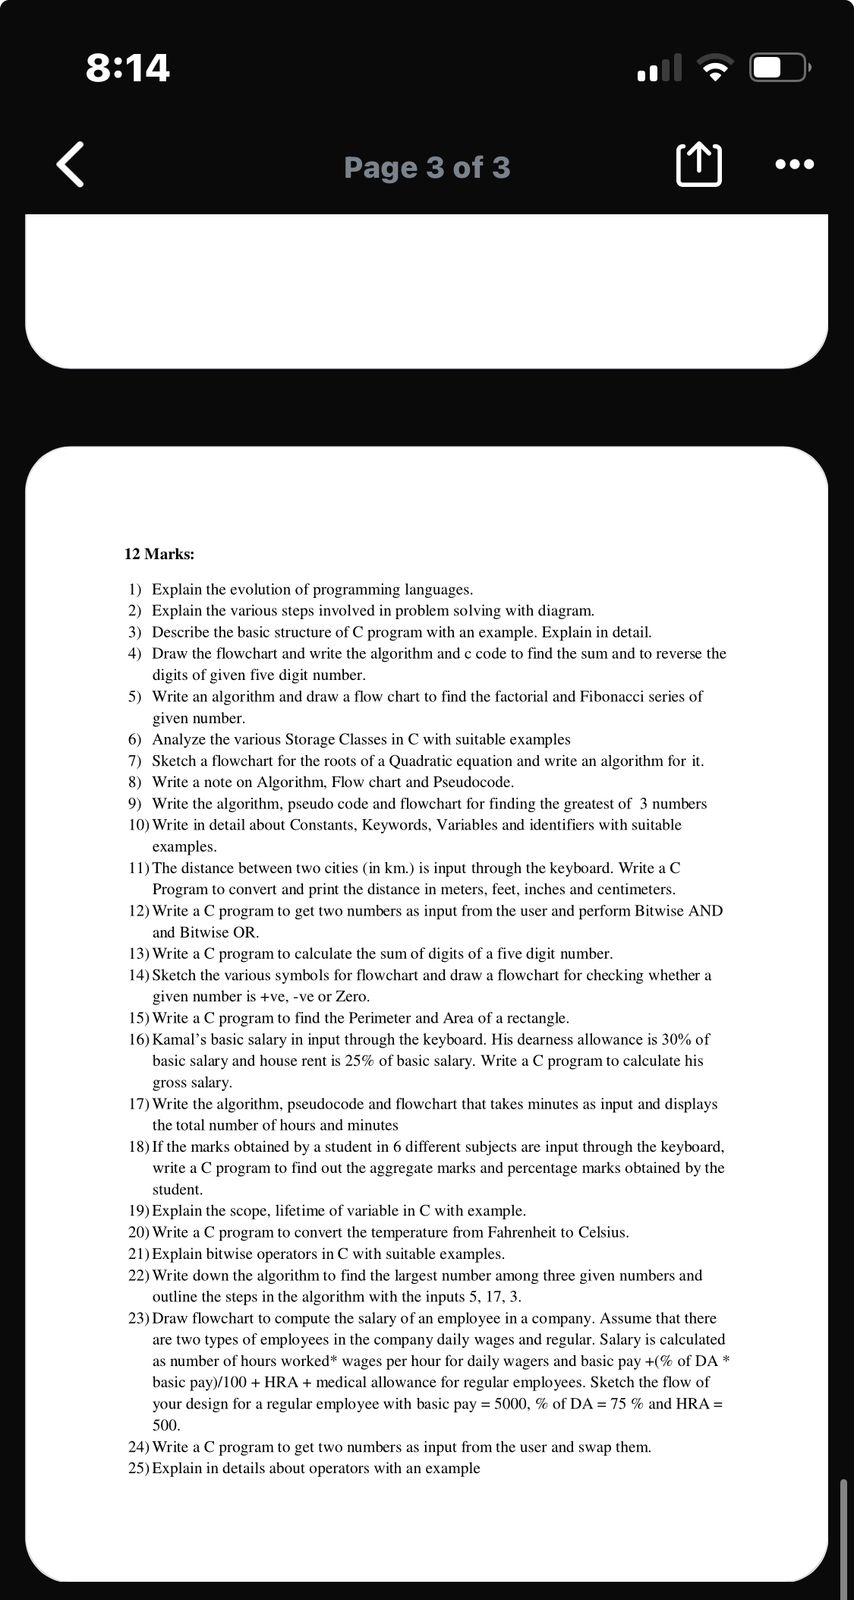 8:14
Page 3 of 3
12 Marks:
1) Explain the evolution of programming languages.
2) Explain the various steps involved in problem solving with diagram.
3) Describe the basic structure of C program with an example. Explain in detail.
4) Draw the flowchart and write the algorithm and c code to find the sum and to reverse the
digits of given five digit number.
5) Write an algorithm and draw a flow chart to find the factorial and Fibonacci series of
given number.
6) Analyze the various Storage Classes in C with suitable examples
7) Sketch a flowchart for the roots of a Quadratic equation and write an algorithm for it.
8) Write a note on Algorithm, Flow chart and Pseudocode.
9) Write the algorithm, pseudo code and flowchart for finding the greatest of 3 numbers
10) Write in detail about Constants, Keywords, Variables and identifiers with suitable
examples.
11) The distance between two cities (in km.) is input through the keyboard. Write a C
Program to convert and print the distance in meters, feet, inches and centimeters.
12) Write a C program to get two numbers as input from the user and perform Bitwise AND
and Bitwise OR.
13) Write a C program to calculate the sum of digits of a five digit number.
14) Sketch the various symbols for flowchart and draw a flowchart for checking whether a
given number is +ve, -ve or Zero.
15) Write a C program to find the Perimeter and Area of a rectangle.
16) Kamal's basic salary in input through the keyboard. His dearness allowance is 30% of
basic salary and house rent is 25% of basic salary. Write a C program to calculate his
gross salary.
17) Write the algorithm, pseudocode and flowchart that takes minutes as input and displays
the total number of hours and minutes
18) If the marks obtained by a student in 6 different subjects are input through the keyboard,
write a C program to find out the aggregate marks and percentage marks obtained by the
student.
19) Explain the scope, lifetime of variable in C with example.
20) Write a C program to convert the temperature from Fahrenheit to Celsius.
21) Explain bitwise operators in C with suitable examples.
22) Write down the algorithm to find the largest number among three given numbers and
outline the steps in the algorithm with the inputs 5, 17, 3.
23) Draw flowchart to compute the salary of an employee in a company. Assume that there
are two types of employees in the company daily wages and regular. Salary is calculated
as number of hours worked* wages per hour for daily wagers and basic pay +(% of DA *
basic pay)/100 + HRA + medical allowance for regular employees. Sketch the flow of
your design for a regular employee with basic pay = 5000, % of DA = 75 % and HRA =
500.
24) Write a C program to get two numbers as input from the user and swap them.
25) Explain in details about operators with an example